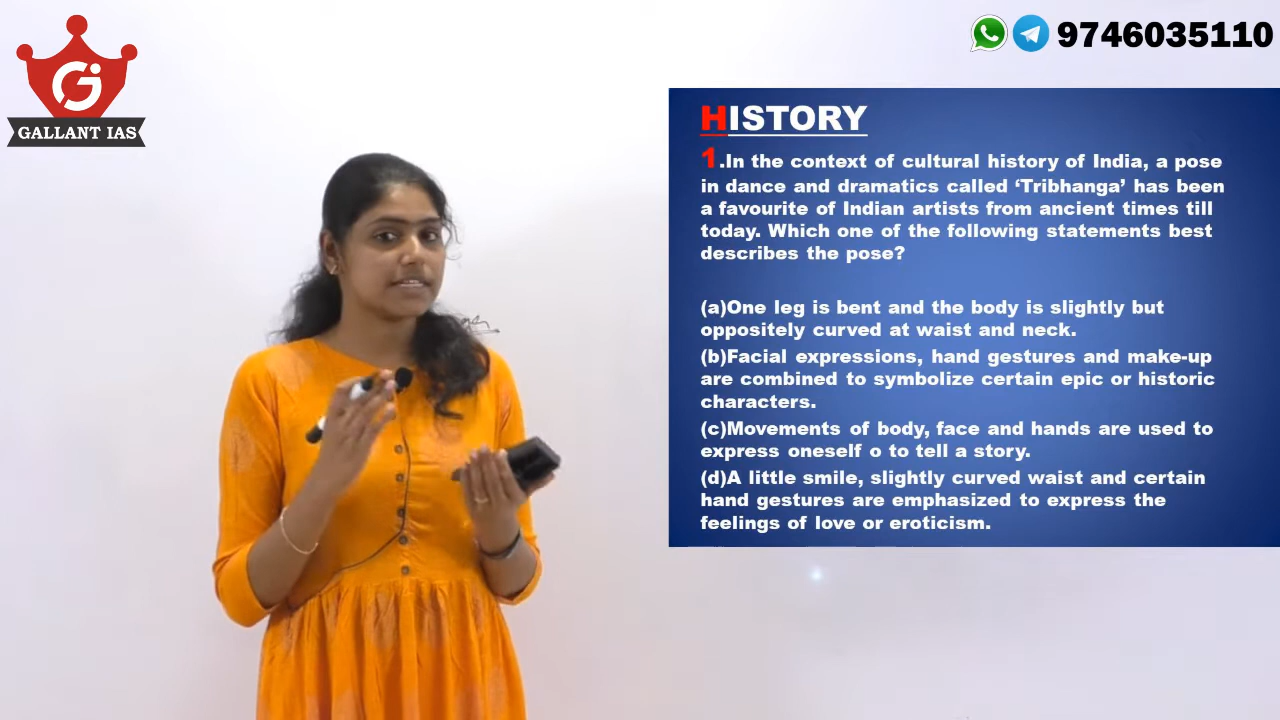 9746035110
GALLANT IAS
HISTORY
1.In the context of cultural history of India, a pose
in dance and dramatics called ‘Tribhanga’ has been
a favourite of Indian artists from ancient times till
today. Which one of the following statements best
describes the pose?
(a)One leg is bent and the body is slightly but
oppositely curved at waist and neck.
(b)Facial expressions, hand gestures and make-up
are combined to symbolize certain epic or historic
characters.
(c)Movements of body, face and hands are used to
express oneself o to tell a story.
(d)A little smile, slightly curved waist and certain
hand gestures are emphasized to express the
feelings of love or eroticism.